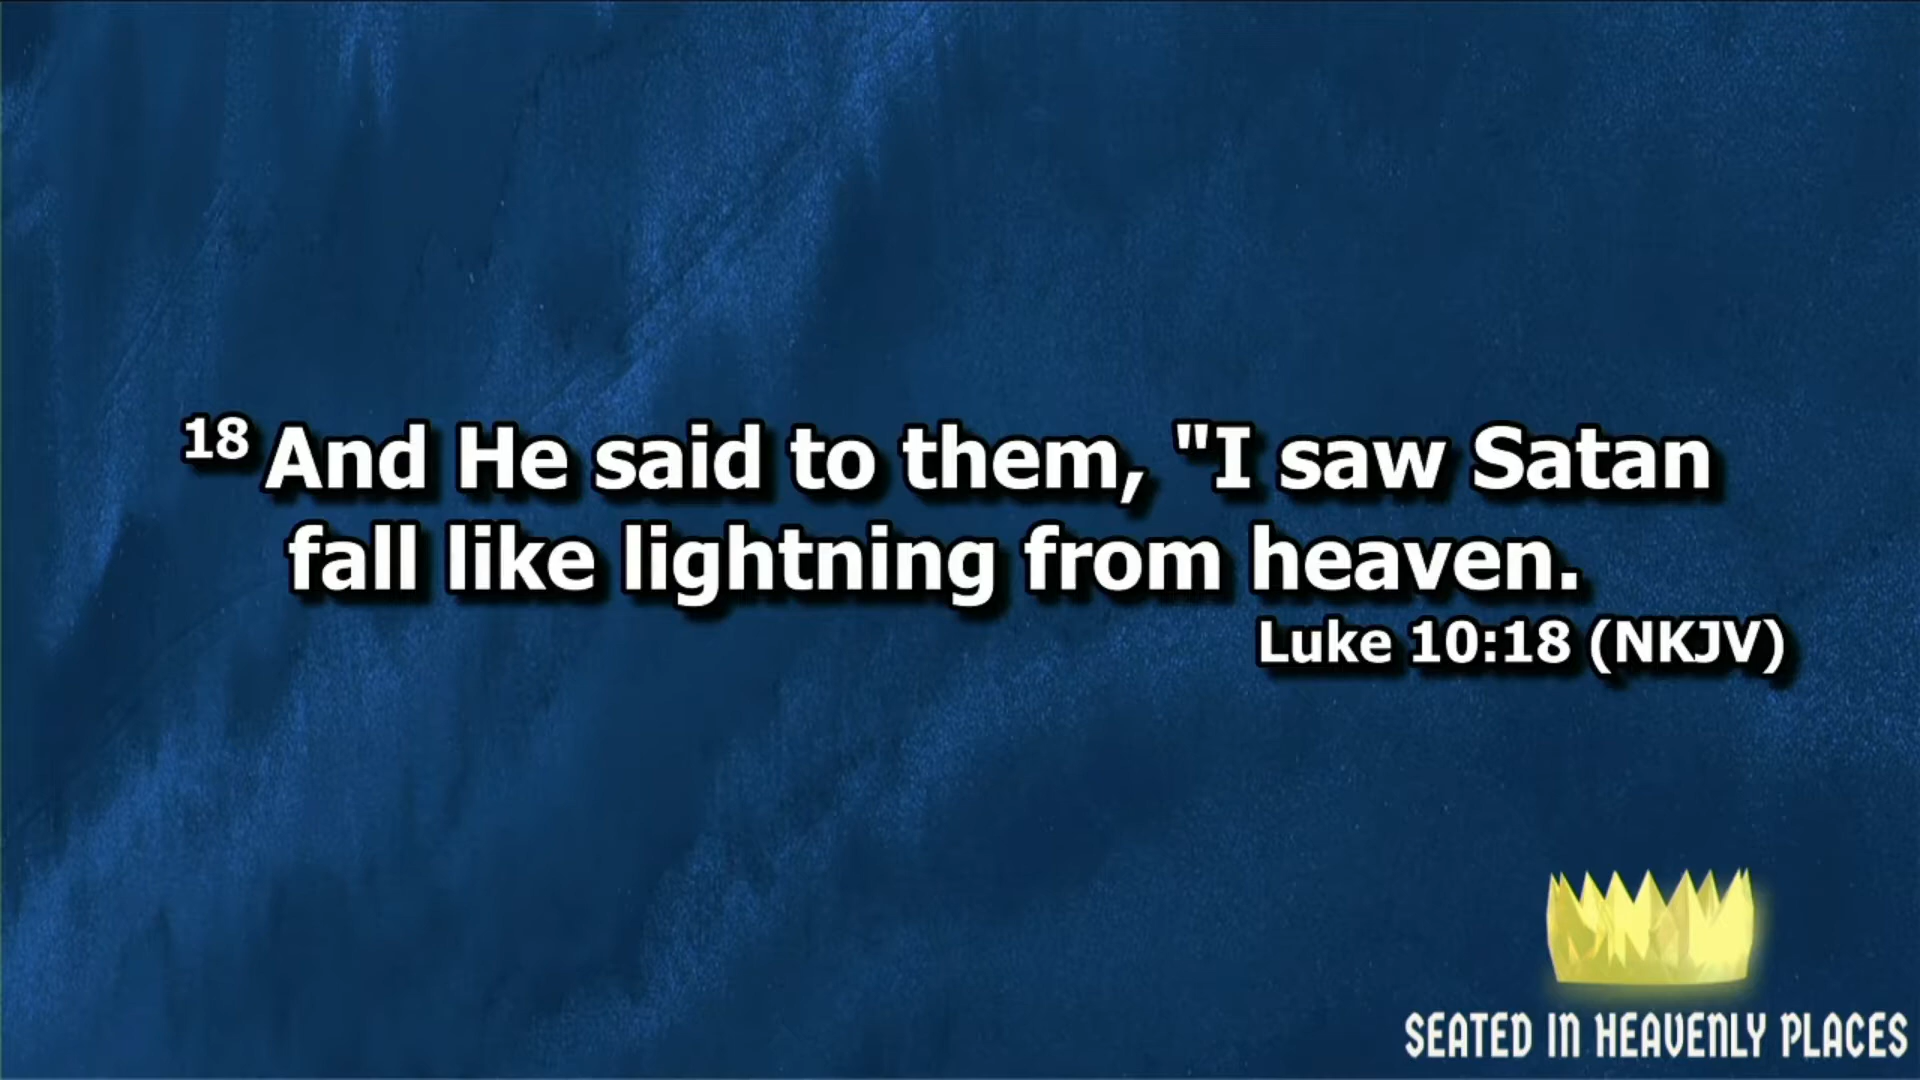 18 And He said to them, "I saw Satan
fall like lightning from heaven.
Luke 10:18 (NKJV)
SEATED IN HEAVENLY PLACES